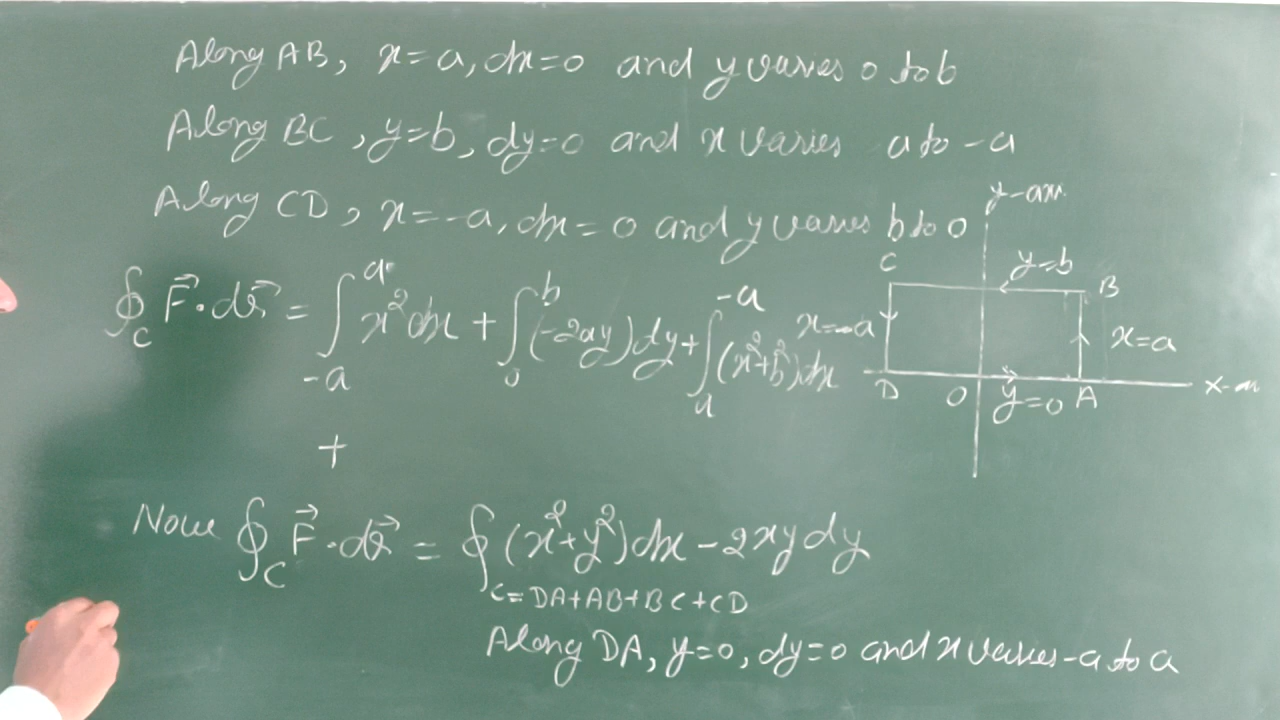 Along AB, x=a, dx=0 and y varies 0 to b
Along BC, y=b, dy=0 and x varies a to -a
Along CD, x=-a, dx=0 and y varies b to 0
∮_C F⃗·dr⃗ = ∫_{-a}^{a} x² dx + ∫_0^b (-2ay) dy + ∫_a^{-a} (x²+b²) dx
+
y-ax
C
y=b
B
x=-a
x=a
D
O
y=0
A
x-a
Now ∮_C F⃗·dr⃗ = ∮ (x²+y²)dx - 2xy dy
C=DA+AB+BC+CD
Along DA, y=0, dy=0 and x varies -a to a